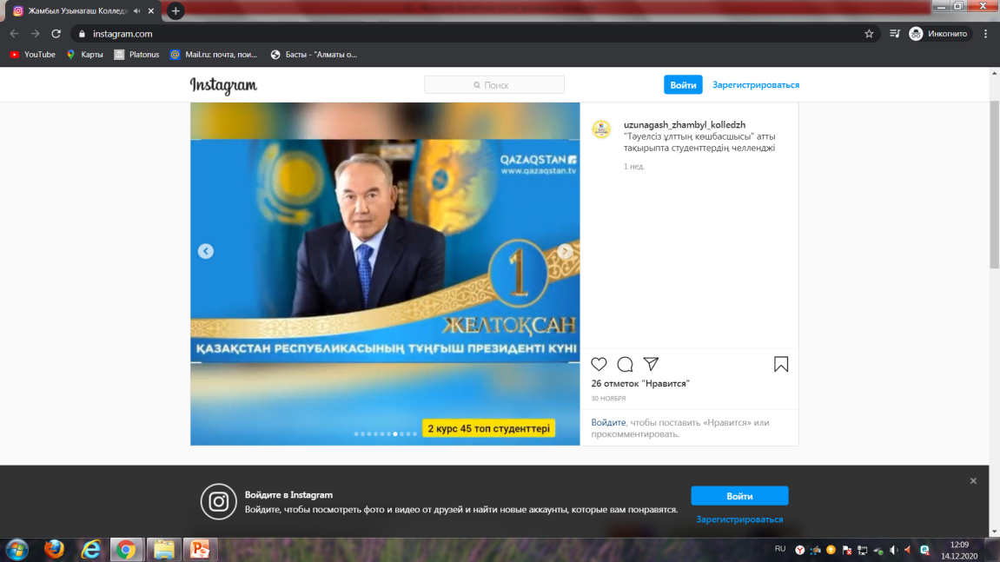 Жамбыл Узынағаш Коллед
instagram.com
Инкогнито
YouTube
Карты
Platonus
Mail.ru: почта, пои...
Басты - "Алматы о...
Instagram
Поиск
Войти
Зарегистрироваться
QAZAQSTAN
www.qazaqstan.tv
1
ЖЕЛТОҚСАН
ҚАЗАҚСТАН РЕСПУБЛИКАСЫНЫҢ ТҰҢҒЫШ ПРЕЗИДЕНТІ КҮНІ
2 курс 45 топ студенттері
uzunagash_zhambyl_kolledzh
"Тәуелсіз ұлттың көшбасшысы" атты
тақырыпта студенттердің челленджі
1 нед.
26 отметок "Нравится"
30 НОЯБРЯ
Войдите, чтобы поставить «Нравится» или
прокомментировать.
Войдите в Instagram
Войдите, чтобы посмотреть фото и видео от друзей и найти новые аккаунты, которые вам понравятся.
Войти
Зарегистрироваться
RU
12:09
14.12.2020